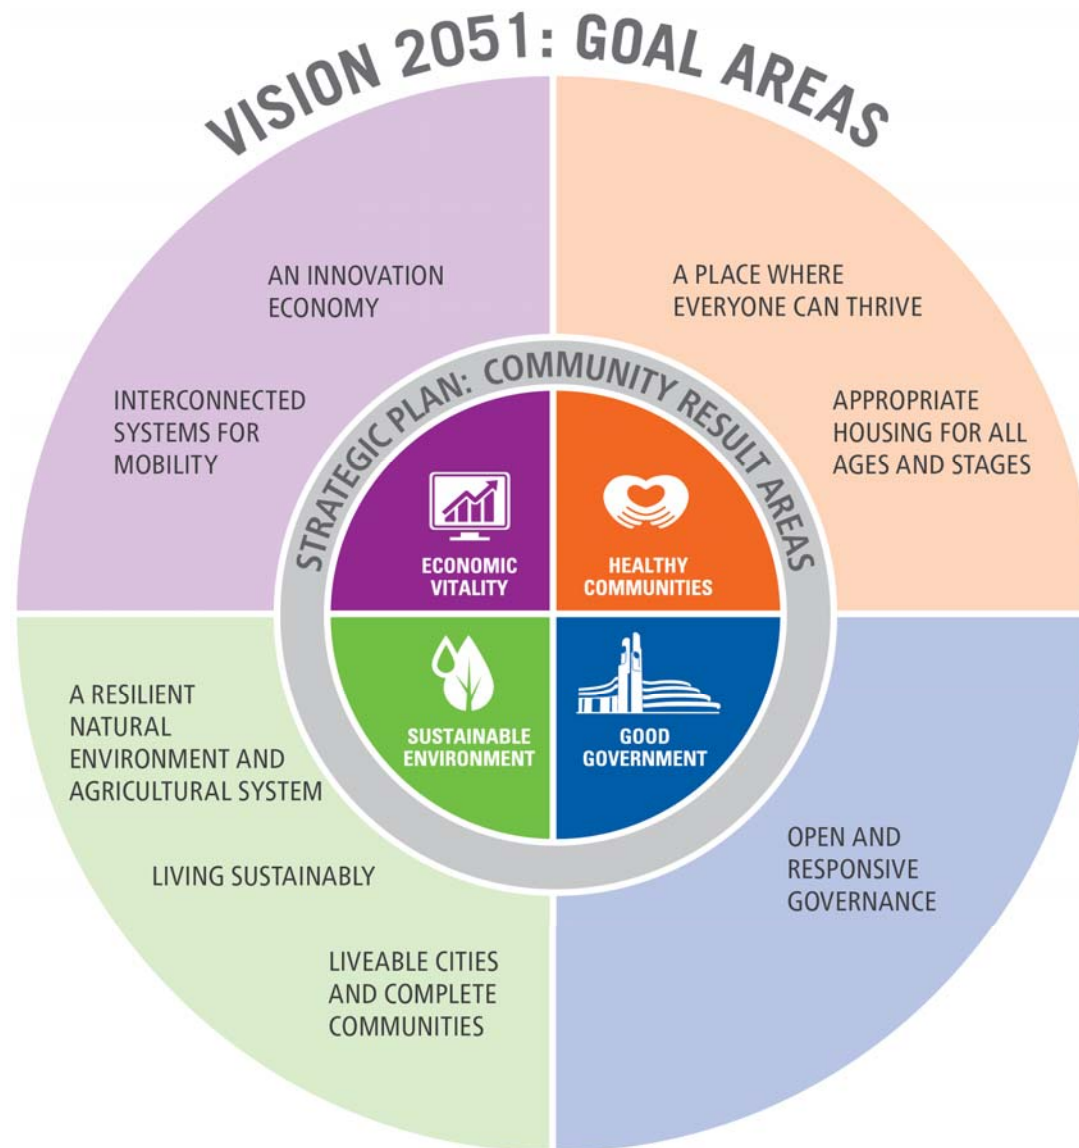 VISION 2051: GOAL AREAS
AN INNOVATION
ECONOMY
INTERCONNECTED
SYSTEMS FOR
MOBILITY
A PLACE WHERE
EVERYONE CAN THRIVE
APPROPRIATE
HOUSING FOR ALL
AGES AND STAGES
STRATEGIC PLAN: COMMUNITY RESULT AREAS
ECONOMIC
VITALITY
HEALTHY
COMMUNITIES
SUSTAINABLE
ENVIRONMENT
GOOD
GOVERNMENT
A RESILIENT
NATURAL
ENVIRONMENT AND
AGRICULTURAL SYSTEM
LIVING SUSTAINABLY
LIVEABLE CITIES
AND COMPLETE
COMMUNITIES
OPEN AND
RESPONSIVE
GOVERNANCE